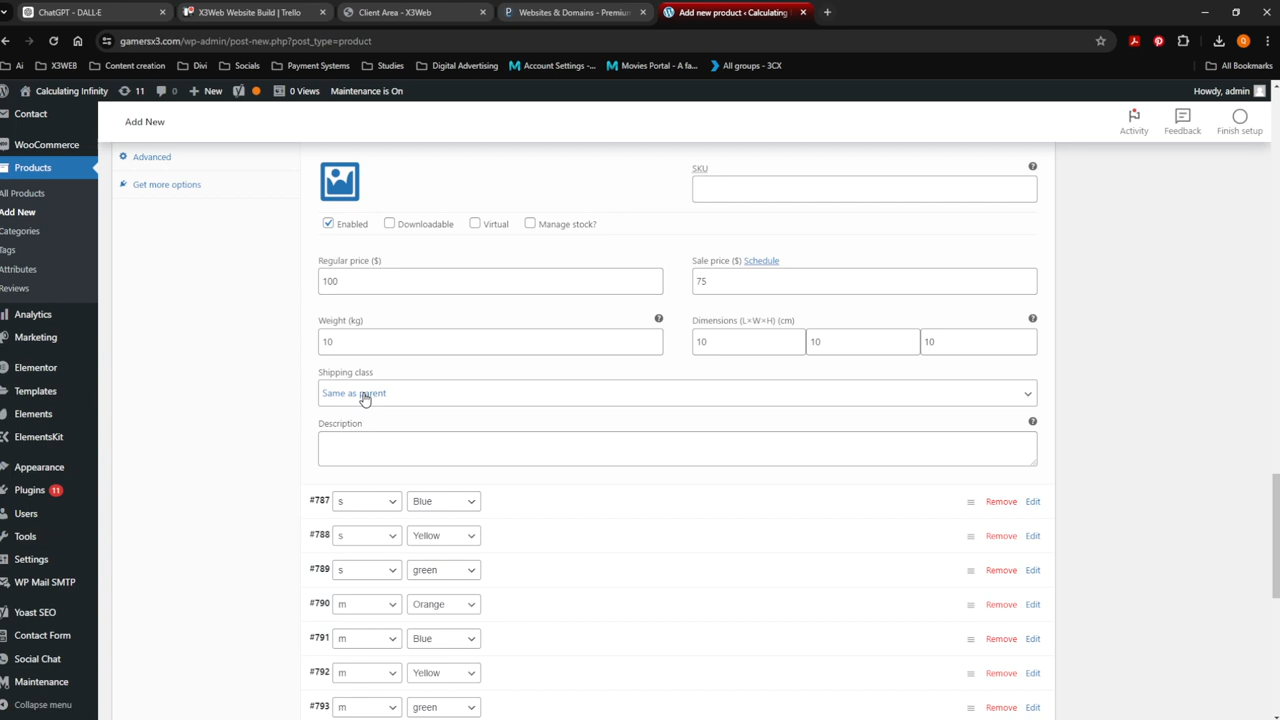 ChatGPT - DALL-E
X3Web Website Build | Trello
Client Area - X3Web
Websites & Domains - Premium
Add new product ‹ Calculating
gamersx3.com/wp-admin/post-new.php?post_type=product
Ai
X3WEB
Content creation
Divi
Socials
Payment Systems
Studies
Digital Advertising
Account Settings -...
Movies Portal - A fa...
All groups - 3CX
All Bookmarks
Calculating Infinity
11
0
New
0 Views
Maintenance is On
Howdy, admin
Contact
WooCommerce
Products
All Products
Add New
Categories
Tags
Attributes
Reviews
Analytics
Marketing
Elementor
Templates
Elements
ElementsKit
Appearance
Plugins 11
Users
Tools
Settings
WP Mail SMTP
Yoast SEO
Contact Form
Social Chat
Maintenance
Collapse menu
Add New
Activity
Feedback
Finish setup
Advanced
Get more options
SKU
Enabled
Downloadable
Virtual
Manage stock?
Regular price ($)
Sale price ($) Schedule
100
75
Weight (kg)
Dimensions (L×W×H) (cm)
10
10
10
10
Shipping class
Same as parent
Description
#787 s Blue Remove Edit
#788 s Yellow Remove Edit
#789 s green Remove Edit
#790 m Orange Remove Edit
#791 m Blue Remove Edit
#792 m Yellow Remove Edit
#793 m green Remove Edit